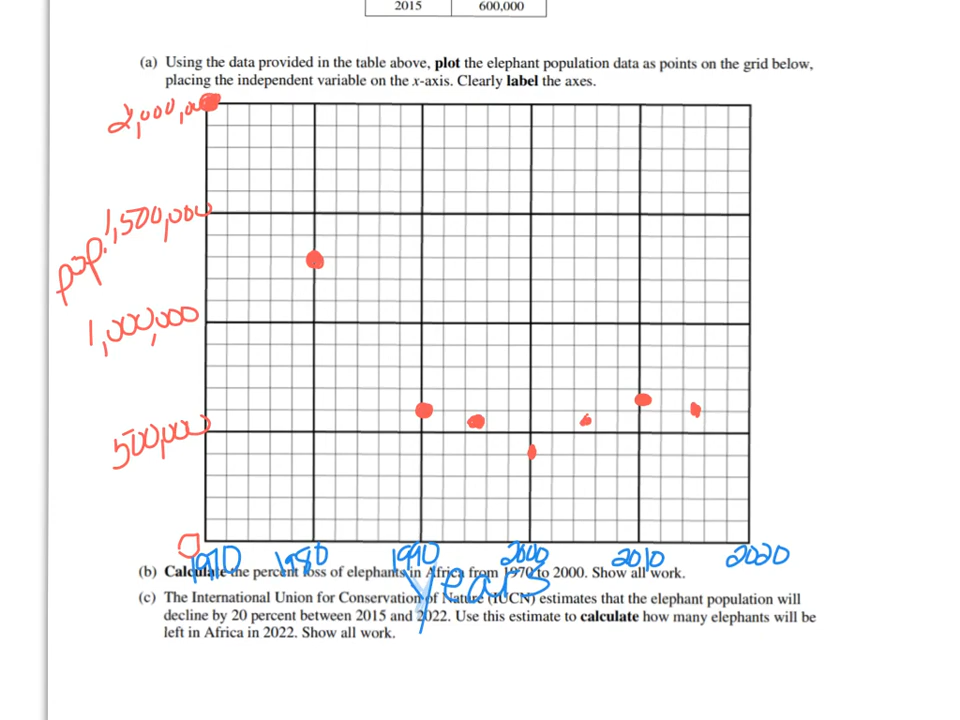 2015 600,000
(a) Using the data provided in the table above, plot the elephant population data as points on the grid below,
placing the independent variable on the x-axis. Clearly label the axes.
2,000,000
1,500,000
pop.
1,000,000
500,000
0
1970 1980 1990 2000 2010 2020
years
(b) Calculate the percent loss of elephants in Africa from 1970 to 2000. Show all work.
(c) The International Union for Conservation of Nature (IUCN) estimates that the elephant population will
decline by 20 percent between 2015 and 2022. Use this estimate to calculate how many elephants will be
left in Africa in 2022. Show all work.